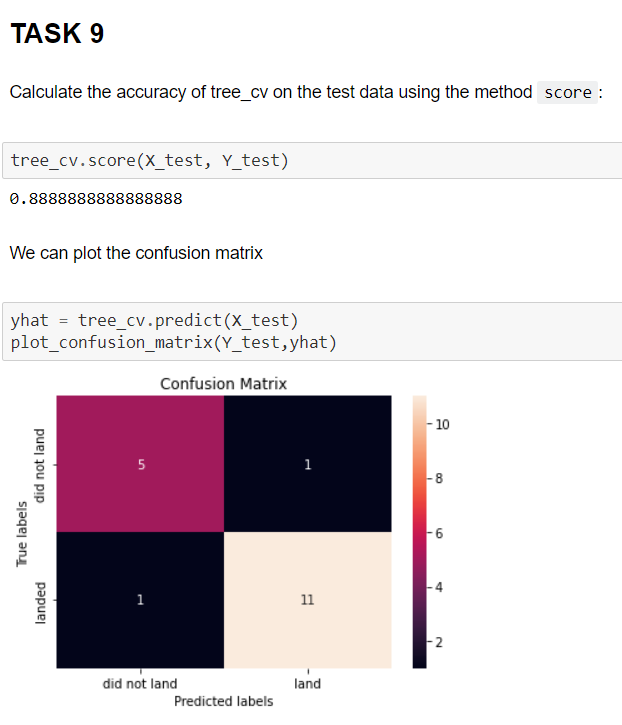 TASK 9
Calculate the accuracy of tree_cv on the test data using the method score :
tree_cv.score(X_test, Y_test)
0.8888888888888888
We can plot the confusion matrix
yhat = tree_cv.predict(X_test)
plot_confusion_matrix(Y_test,yhat)
Confusion Matrix
True labels
did not land
landed
5
1
1
11
did not land
land
Predicted labels
10
8
6
4
2